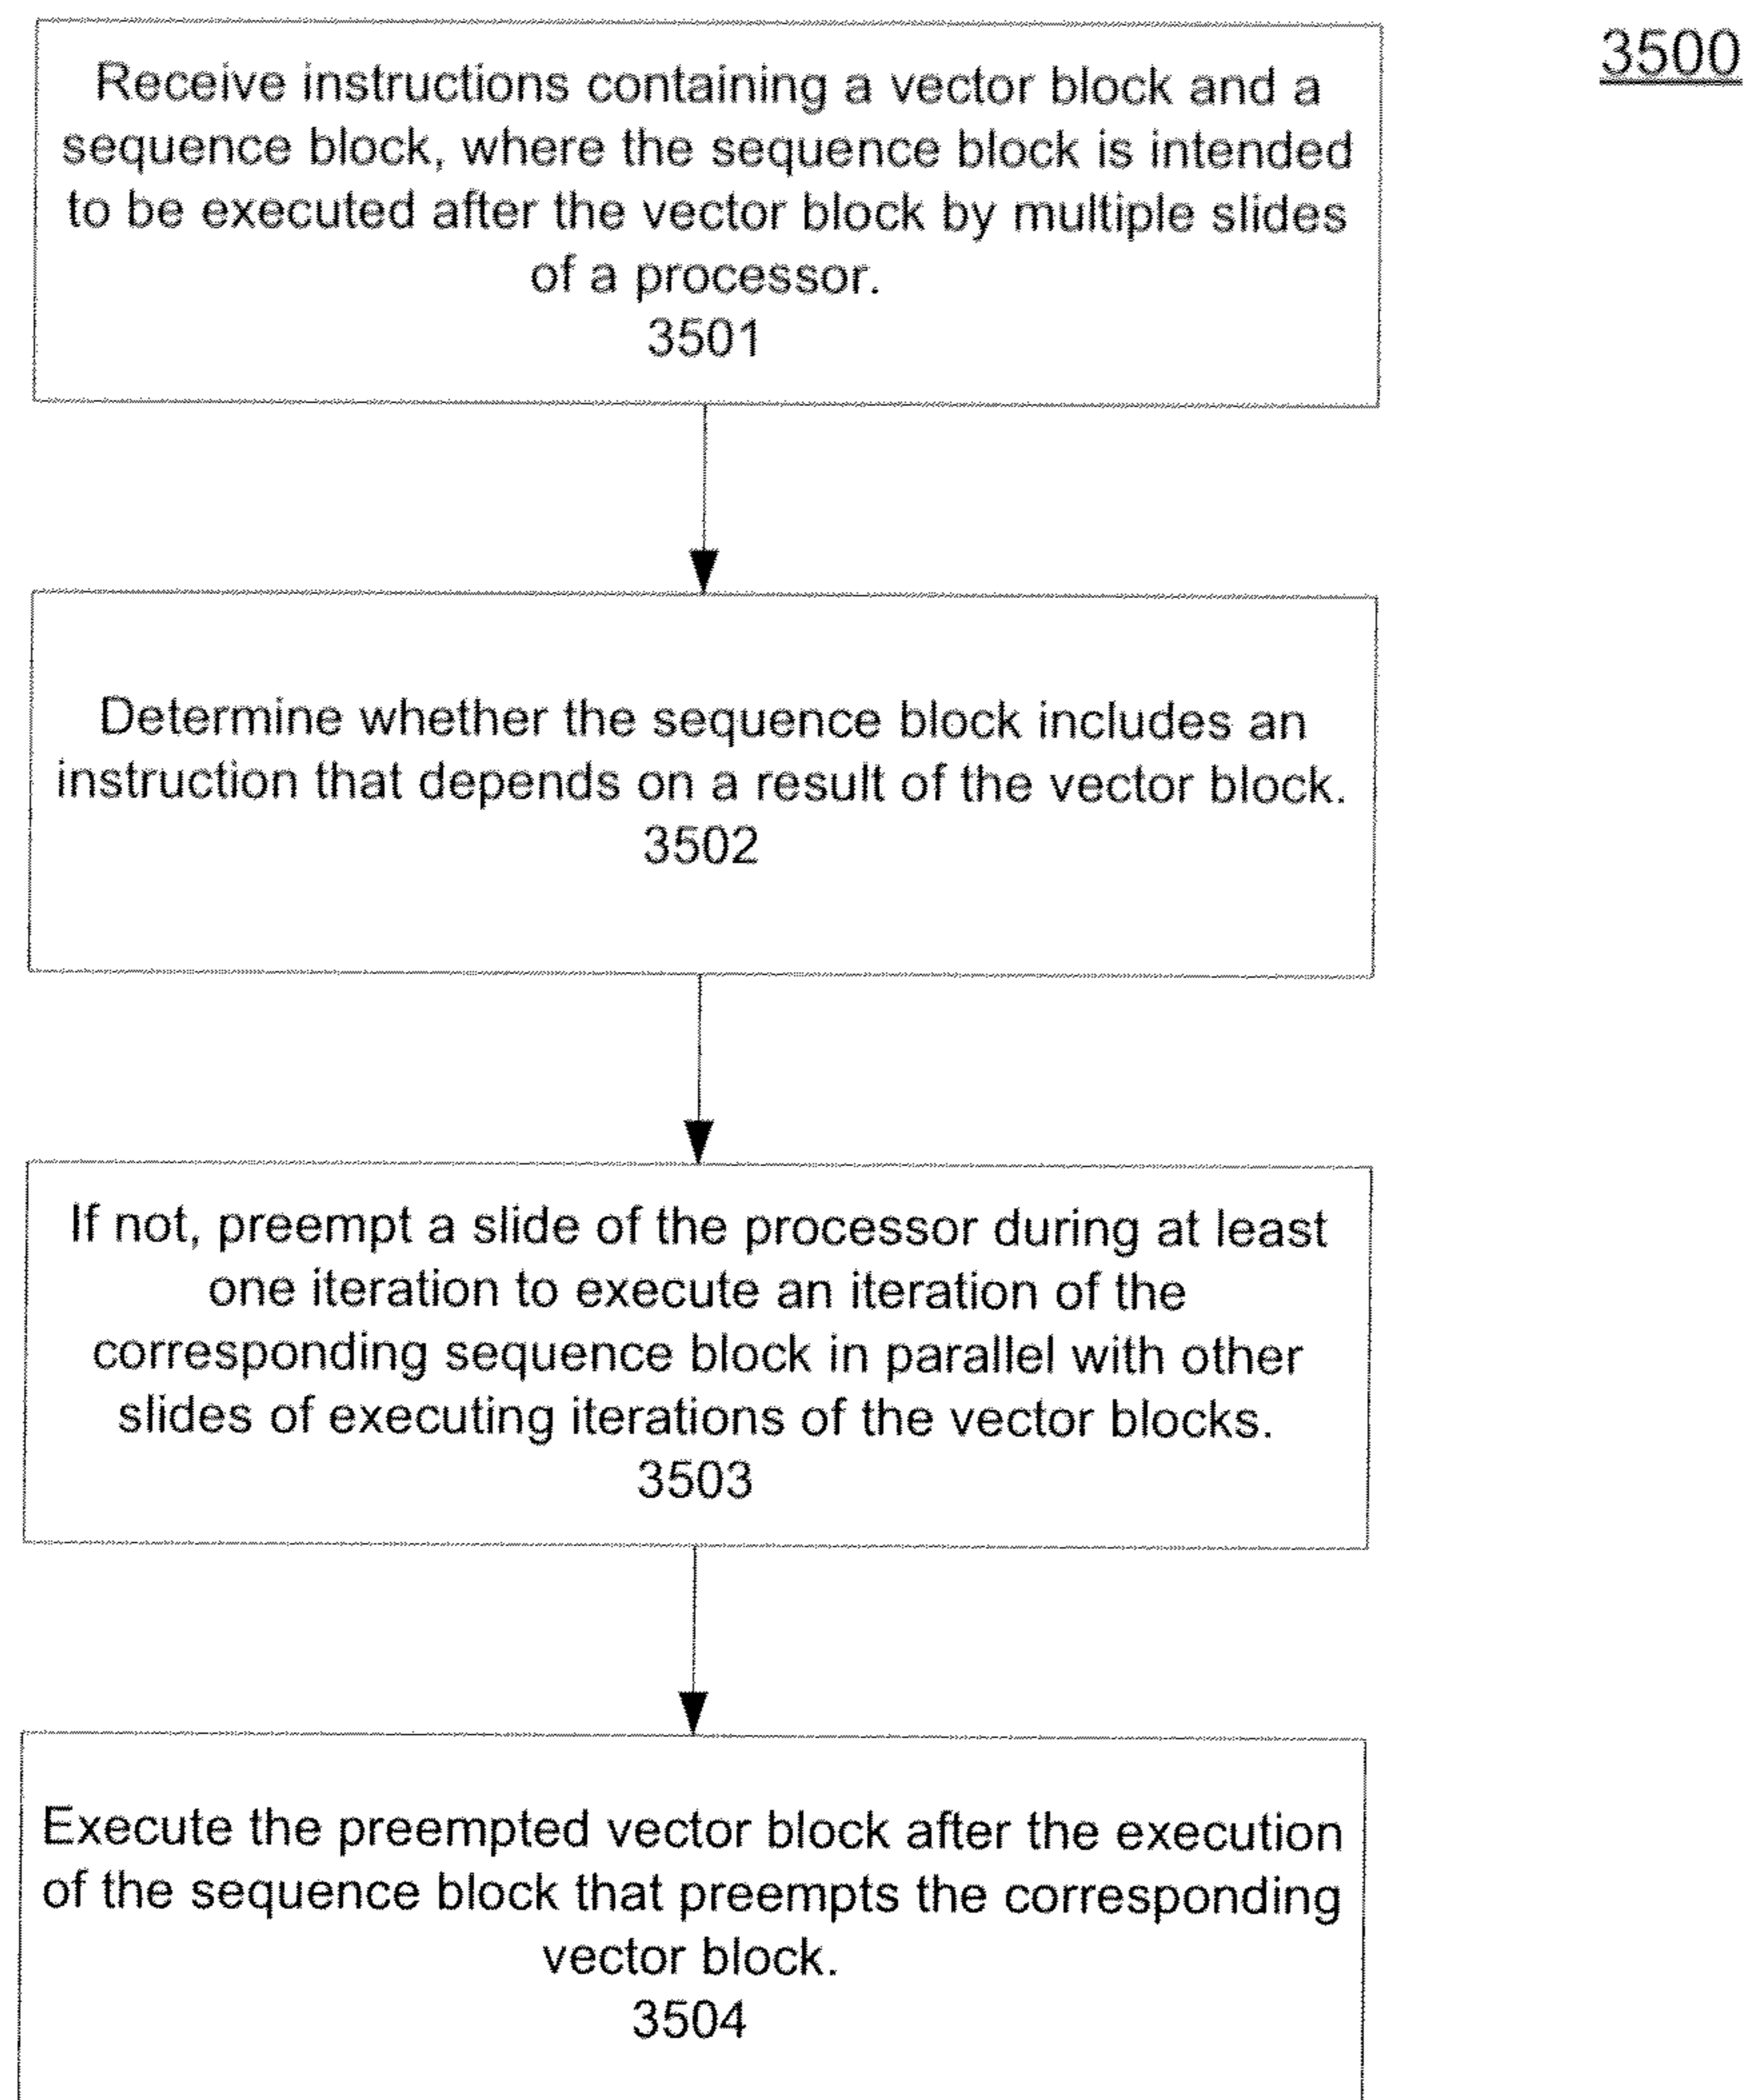 3500
Receive instructions containing a vector block and a
sequence block, where the sequence block is intended
to be executed after the vector block by multiple slides
of a processor.
3501
Determine whether the sequence block includes an
instruction that depends on a result of the vector block.
3502
If not, preempt a slide of the processor during at least
one iteration to execute an iteration of the
corresponding sequence block in parallel with other
slides of executing iterations of the vector blocks.
3503
Execute the preempted vector block after the execution
of the sequence block that preempts the corresponding
vector block.
3504